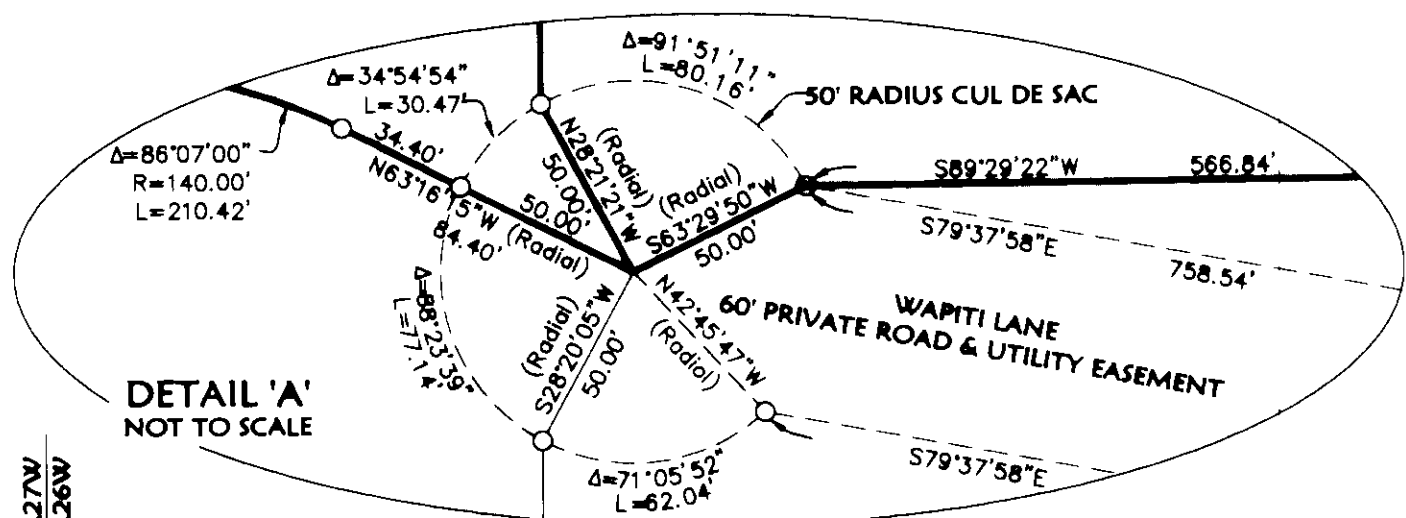 Δ=91°51'11"
L=80.16'
50' RADIUS CUL DE SAC
Δ=34°54'54"
L=30.47'
Δ=86°07'00"
R=140.00'
L=210.42'
34.40'
N63°16'15"W
50.00'
84.40'
(Radial)
N28°21'21"W
(Radial)
50.00'
(Radial)
S63°29'50"W
50.00'
S89°29'22"W 566.84'
S79°37'58"E
758.54'
WAPITI LANE
60' PRIVATE ROAD & UTILITY EASEMENT
N42°45'47"W
(Radial)
Δ=88°23'39"
L=77.14'
(Radial)
S28°20'05"W
50.00'
DETAIL 'A'
NOT TO SCALE
Δ=71°05'52"
L=62.04'
S79°37'58"E
27W
26W